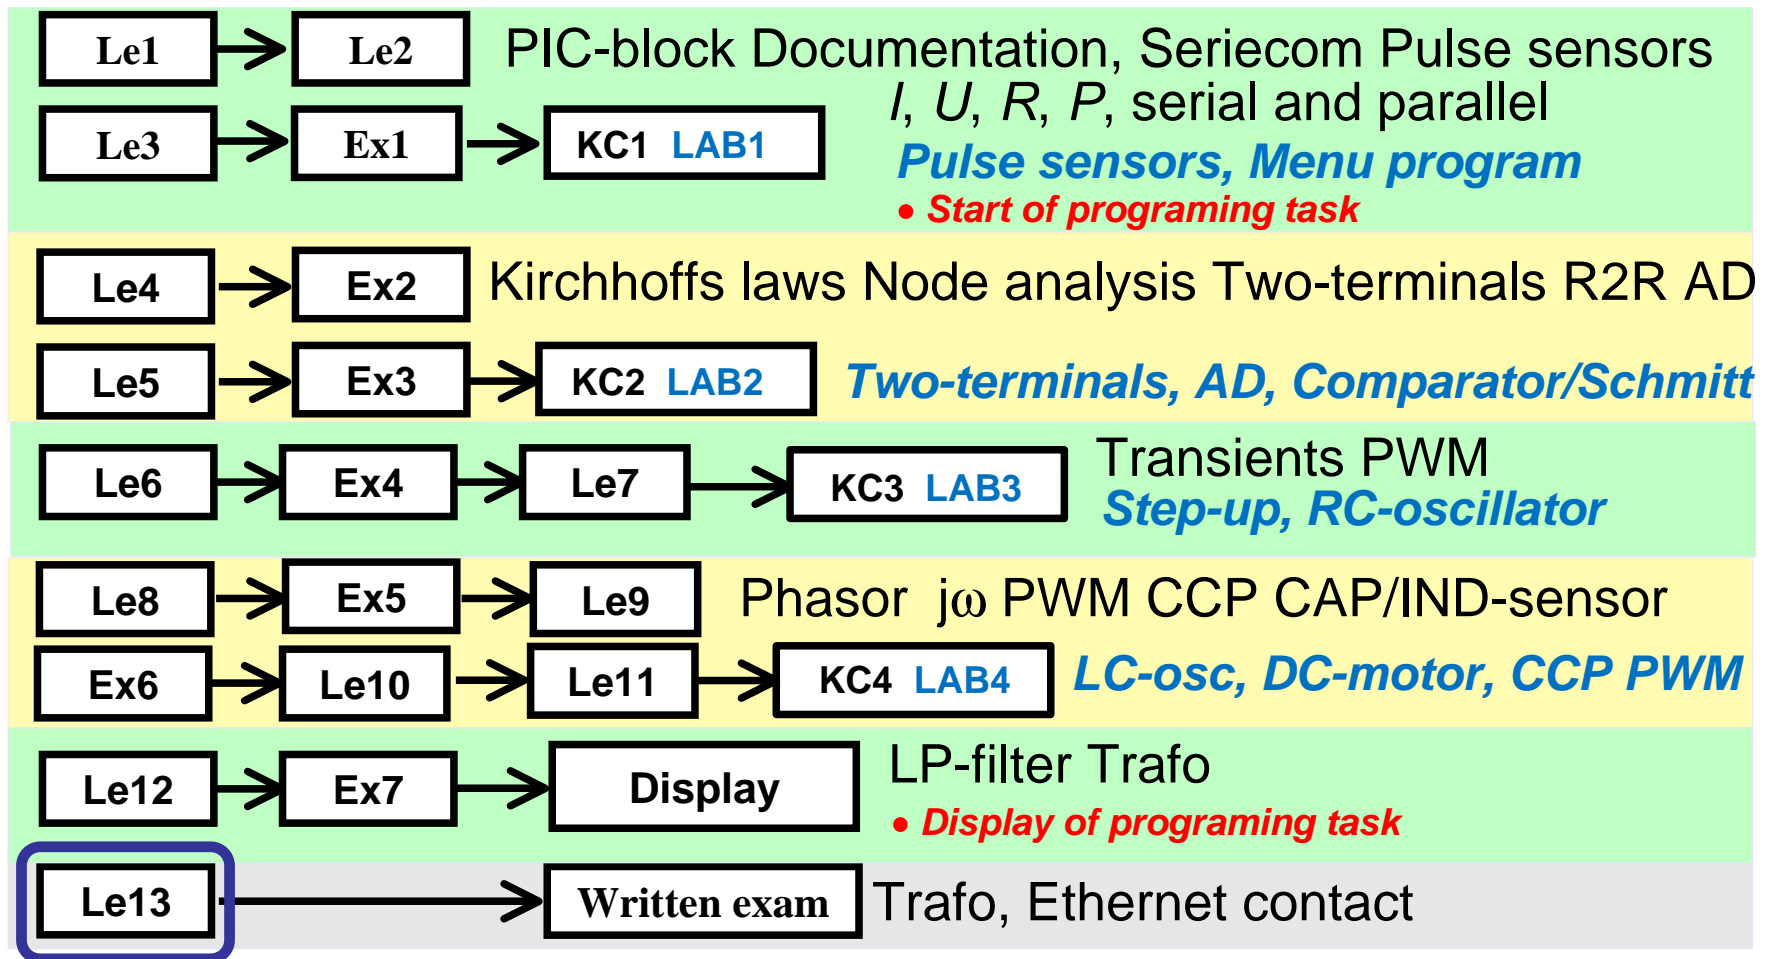 Le1 Le2 PIC-block Documentation, Seriecom Pulse sensors
I, U, R, P, serial and parallel
Le3 Ex1 KC1 LAB1
Pulse sensors, Menu program
• Start of programing task
Le4 Ex2 Kirchhoffs laws Node analysis Two-terminals R2R AD
Le5 Ex3 KC2 LAB2 Two-terminals, AD, Comparator/Schmitt
Le6 Ex4 Le7 KC3 LAB3 Transients PWM
Step-up, RC-oscillator
Le8 Ex5 Le9 Phasor jω PWM CCP CAP/IND-sensor
Ex6 Le10 Le11 KC4 LAB4 LC-osc, DC-motor, CCP PWM
Le12 Ex7 Display LP-filter Trafo
• Display of programing task
Le13 Written exam Trafo, Ethernet contact